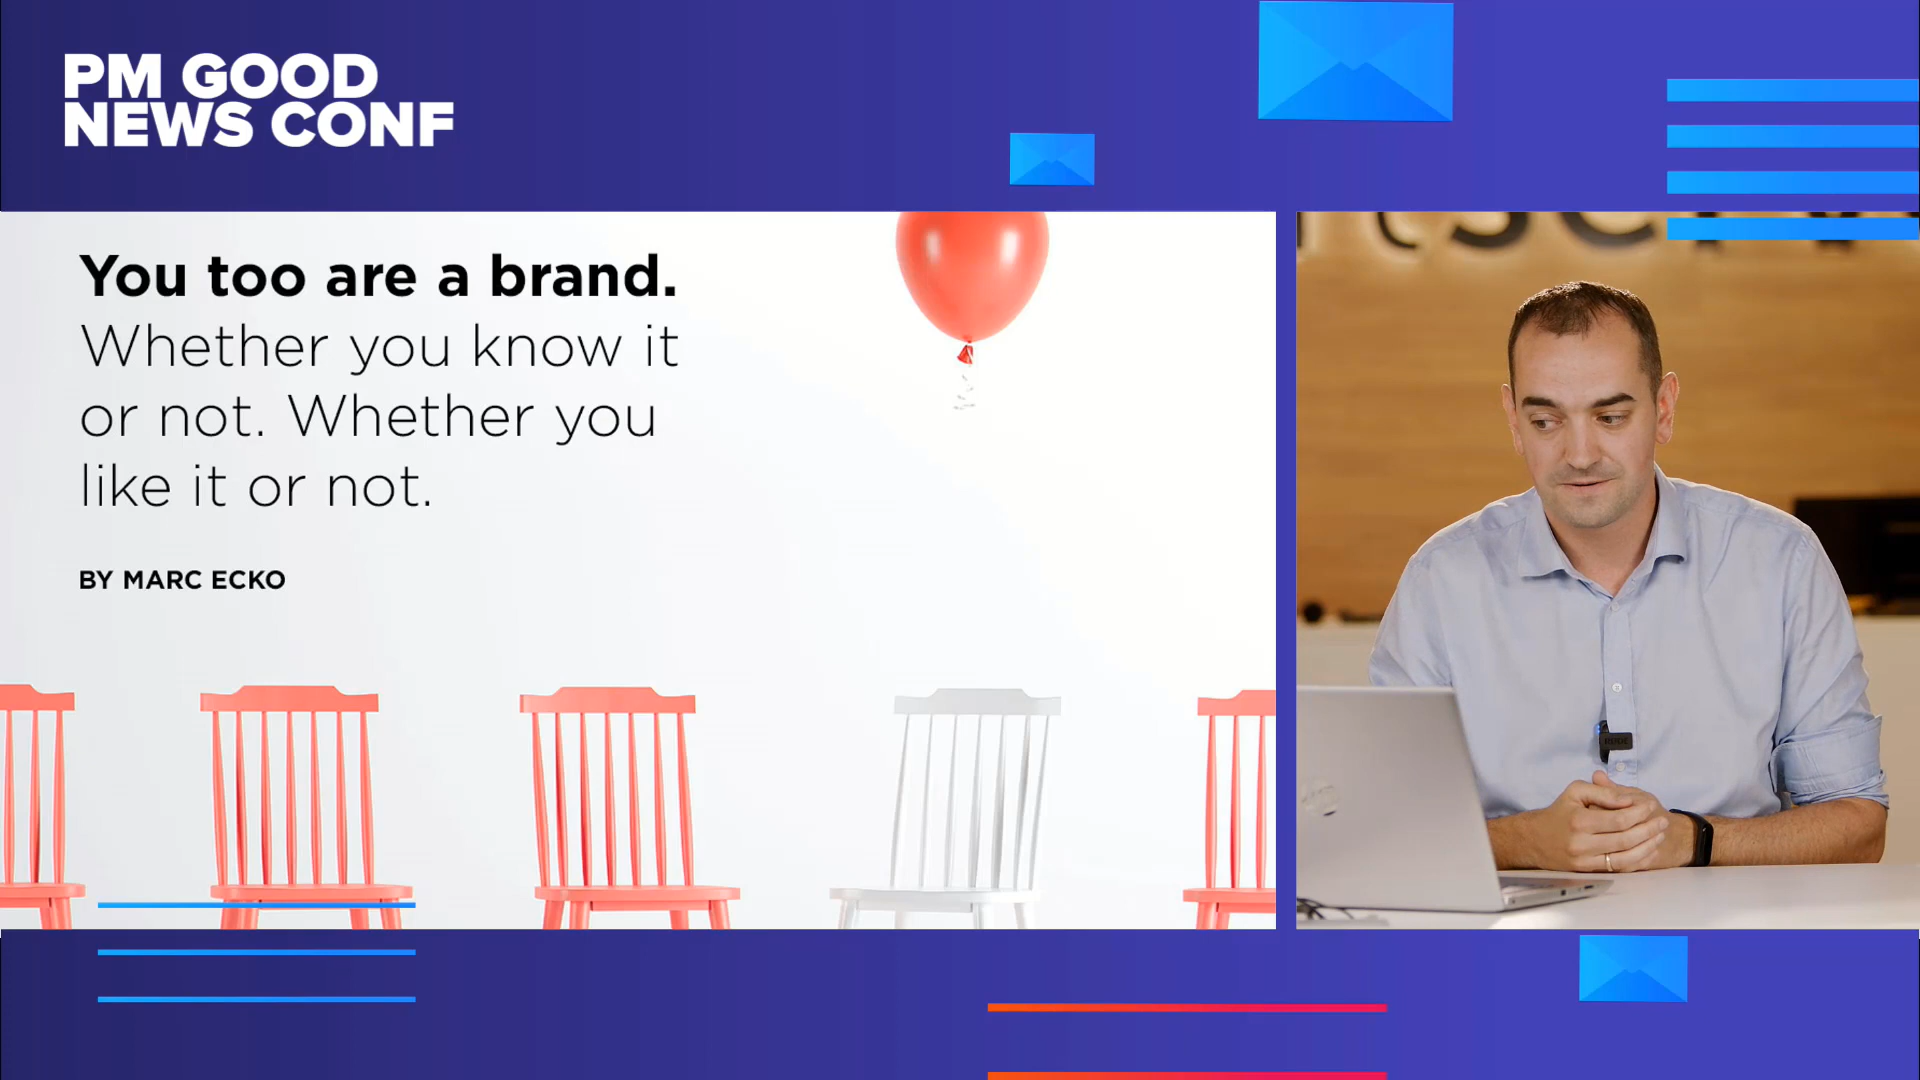 PM GOOD
NEWS CONF
You too are a brand.
Whether you know it
or not. Whether you
like it or not.
BY MARC ECKO
RODE